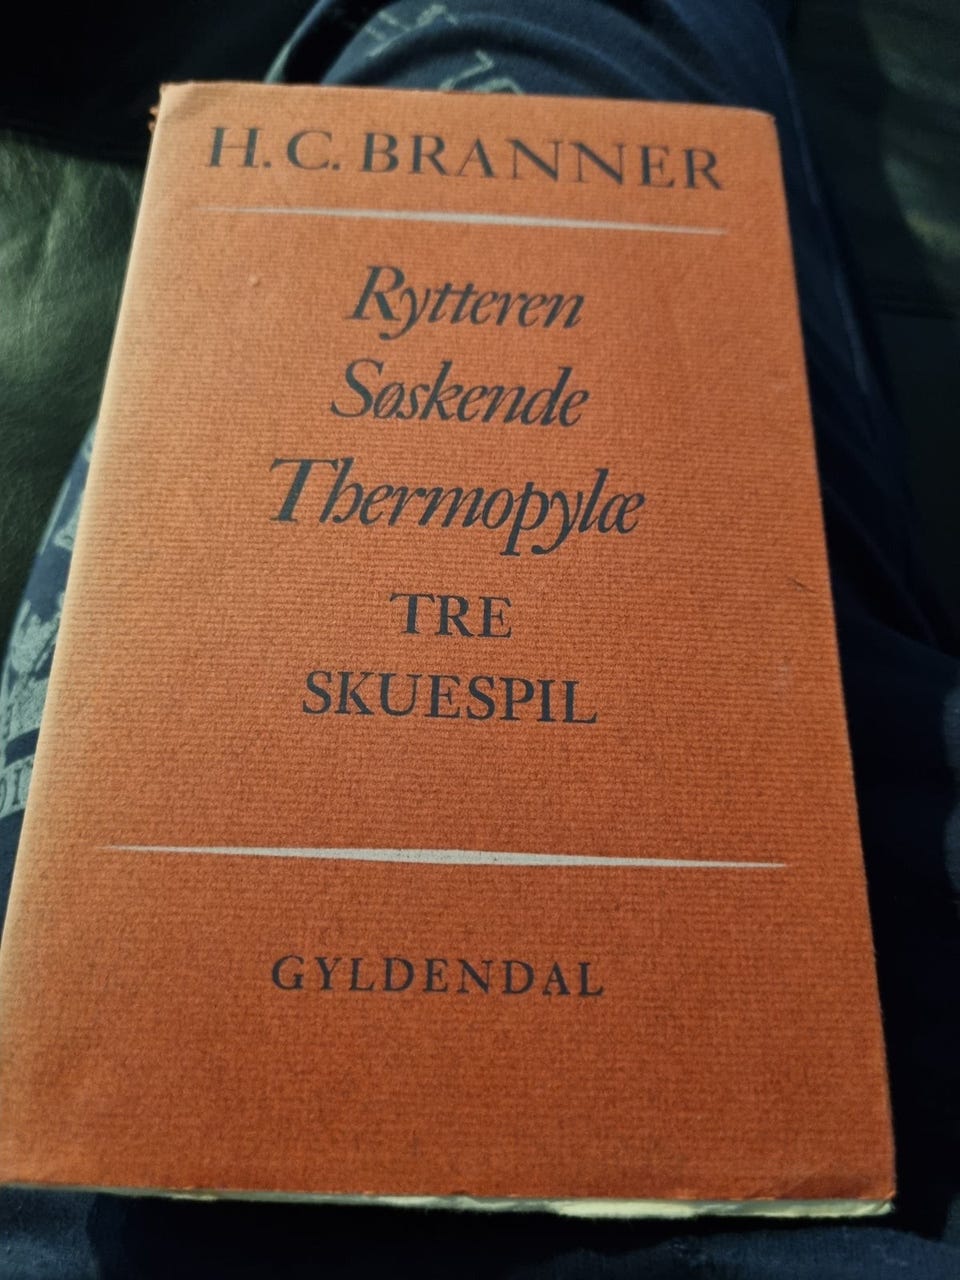 H. C. BRANNER
Rytteren
Søskende
Thermopylæ
TRE
SKUESPIL
GYLDENDAL